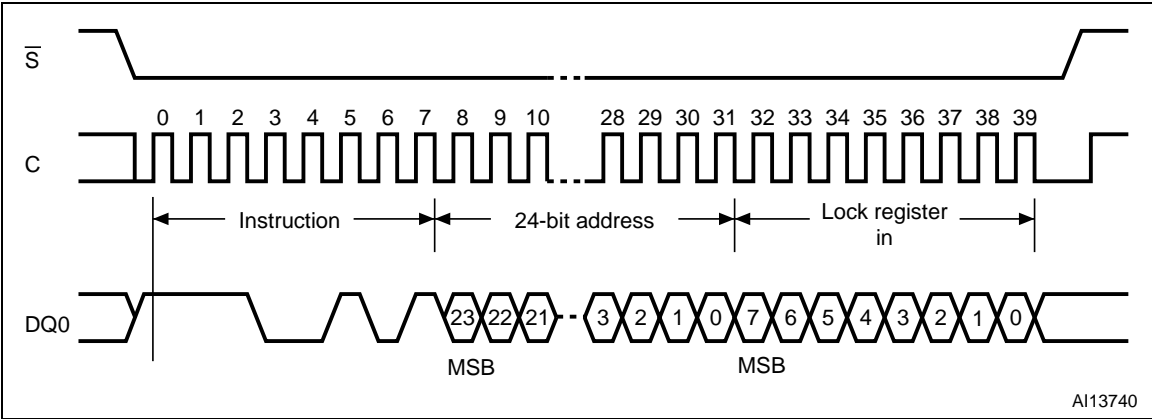 S̅
0 1 2 3 4 5 6 7 8 9 10 28 29 30 31 32 33 34 35 36 37 38 39
C
Instruction 24-bit address Lock register
in
DQ0 23 22 21 3 2 1 0 7 6 5 4 3 2 1 0
MSB MSB
AI13740